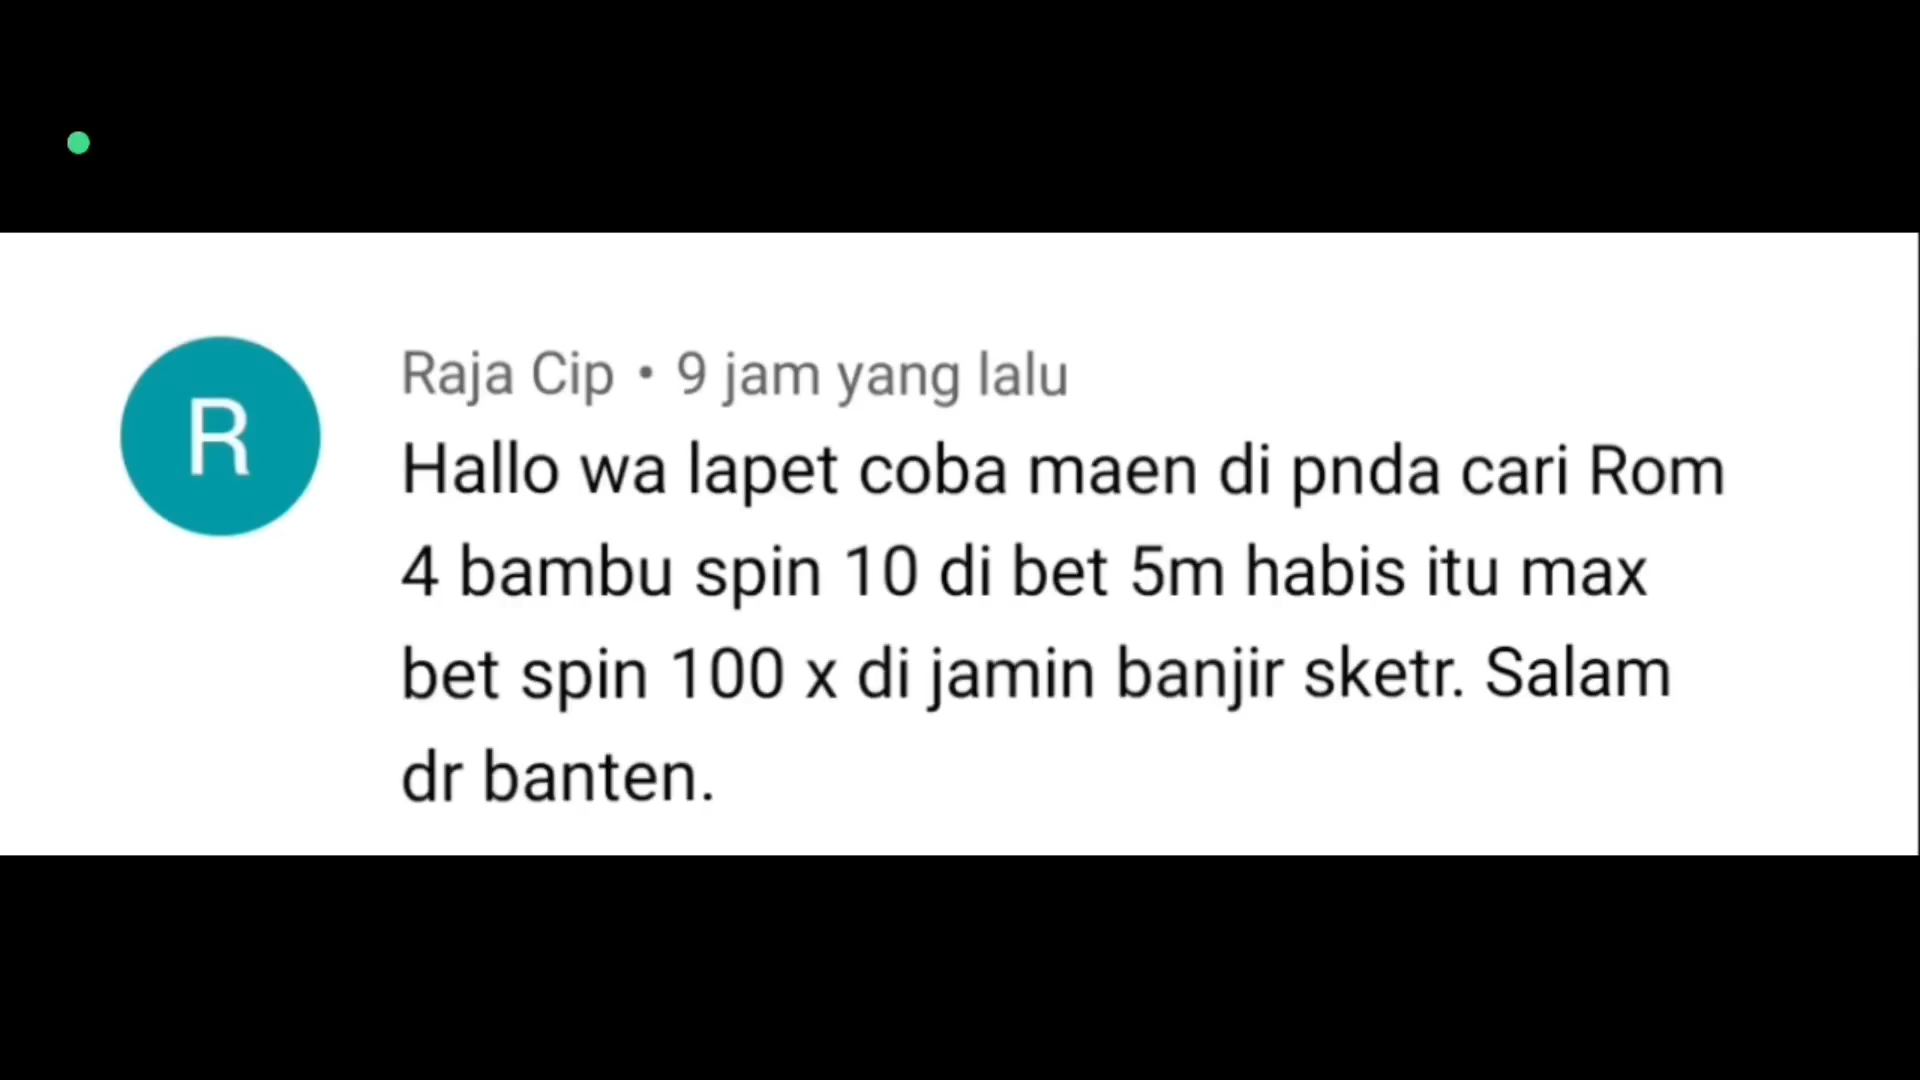 R
Raja Cip • 9 jam yang lalu
Hallo wa lapet coba maen di pnda cari Rom
4 bambu spin 10 di bet 5m habis itu max
bet spin 100 x di jamin banjir sketr. Salam
dr banten.